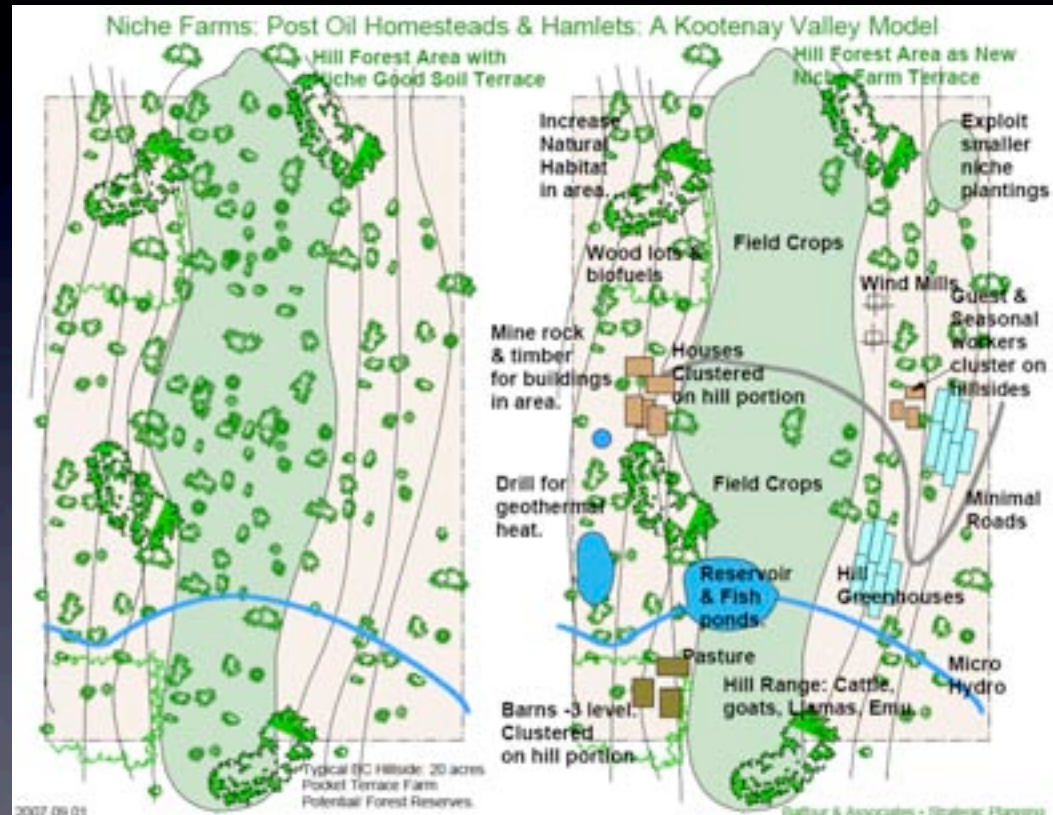 Niche Farms: Post Oil Homesteads & Hamlets: A Kootenay Valley Model
Hill Forest Area with
Niche Good Soil Terrace
Hill Forest Area as New
Niche Farm Terrace
Increase
Natural
Habitat
in area.
Exploit
smaller
niche
plantings
Field Crops
Wood lots &
biofuels
Wind Mills
Guest &
Seasonal
workers
cluster on
hillsides
Mine rock
& timber
for buildings
in area.
Houses
Clustered
on hill portion
Drill for
geothermal
heat.
Field Crops
Minimal
Roads
Reservoir
& Fish
ponds.
Hill
Greenhouses
Pasture
Micro
Hydro
Hill Range: Cattle,
goats, Llamas, Emu.
Barns -3 level.
Clustered
on hill portion
Typical BC Hillside: 20 acres
Pocket Terrace Farm
Potential Forest Reserves.
2007.09.01
Balfour & Associates - Strategic Planning